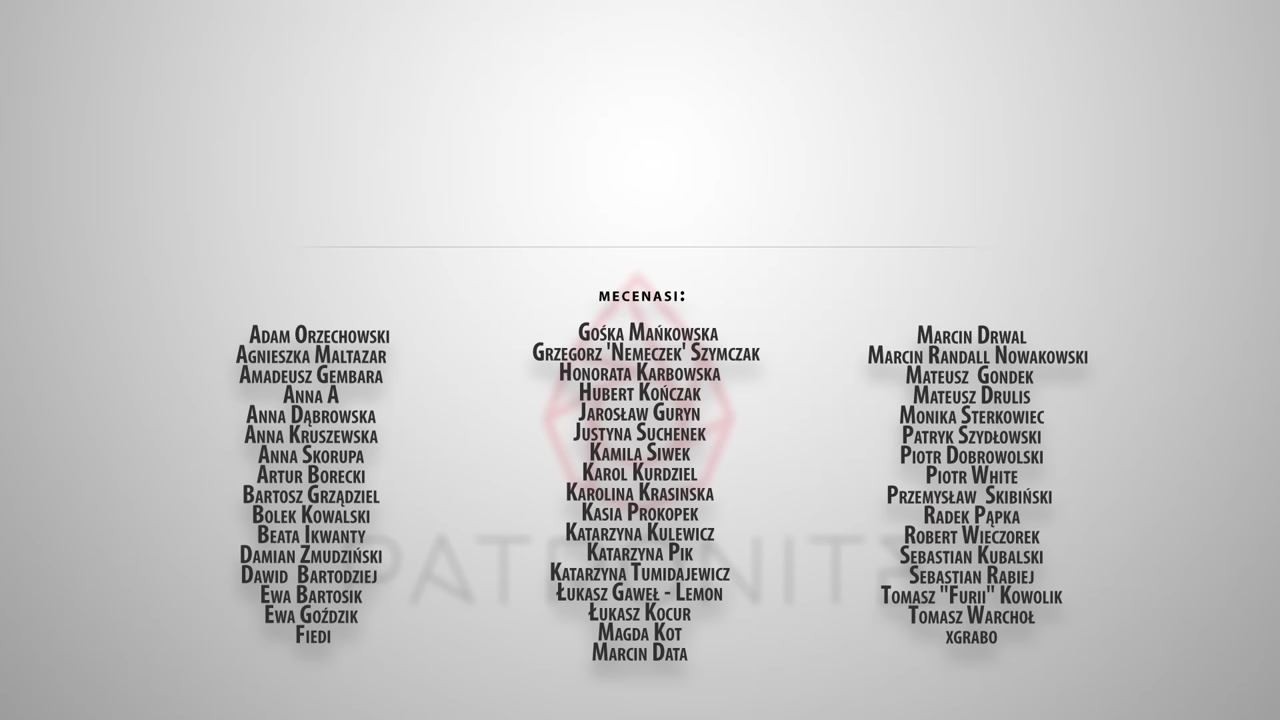 MECENASI:
Adam Orzechowski
Agnieszka Maltazar
Amadeusz Gembara
Anna A
Anna Dąbrowska
Anna Kruszewska
Anna Skorupa
Artur Borecki
Bartosz Grządziel
Bolek Kowalski
Beata Ikwanty
Damian Zmudziński
Dawid Bartodziej
Ewa Bartosik
Ewa Goździk
Fiedi
Gośka Mańkowska
Grzegorz 'Nemeczek' Szymczak
Honorata Karbowska
Hubert Kończak
Jarosław Guryn
Justyna Suchenek
Kamila Siwek
Karol Kurdziel
Karolina Krasinska
Kasia Prokopek
Katarzyna Kulewicz
Katarzyna Pik
Katarzyna Tumidajewicz
Łukasz Gaweł - Lemon
Łukasz Kocur
Magda Kot
Marcin Data
Marcin Drwal
Marcin Randall Nowakowski
Mateusz Gondek
Mateusz Drulis
Monika Sterkowiec
Patryk Szydłowski
Piotr Dobrowolski
Piotr White
Przemysław Skibiński
Radek Pąpka
Robert Wieczorek
Sebastian Kubalski
Sebastian Rabiej
Tomasz "Furii" Kowolik
Tomasz Warchoł
xgrabo